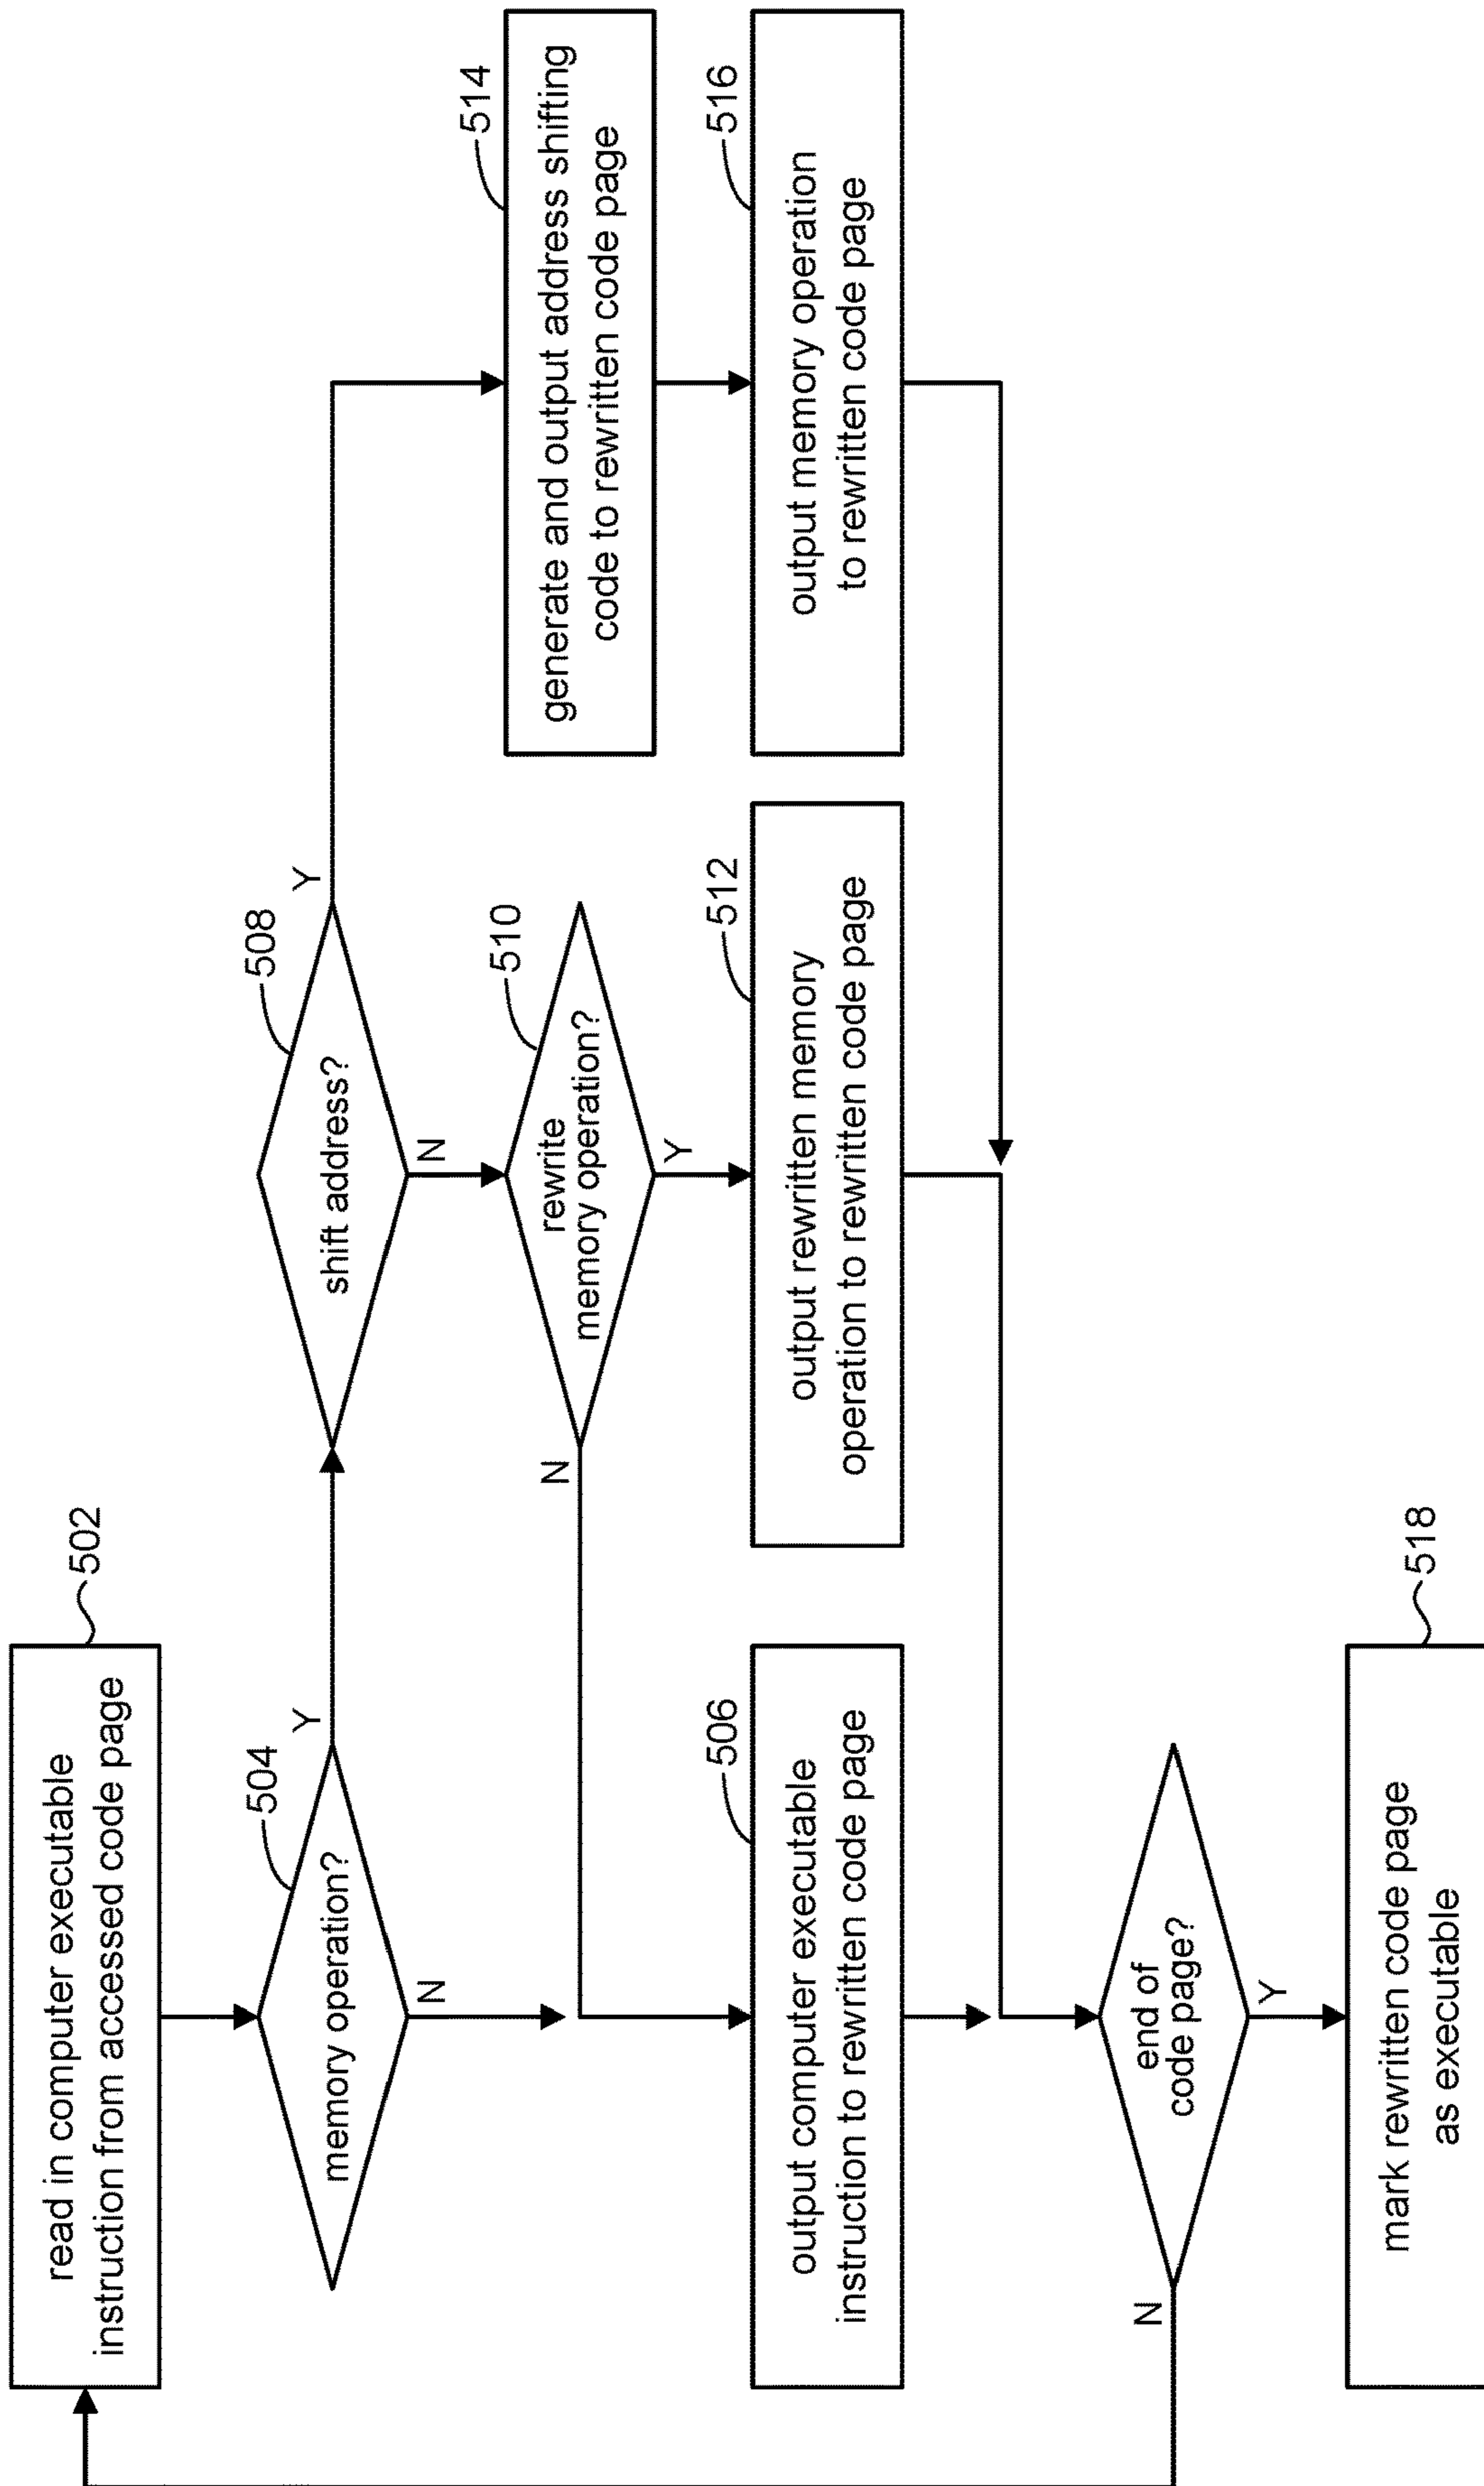 read in computer executable
instruction from accessed code page
502
memory operation?
504
Y
N
shift address?
508
Y
N
rewrite
memory operation?
510
N
Y
generate and output address shifting
code to rewritten code page
514
output computer executable
instruction to rewritten code page
506
output rewritten memory
operation to rewritten code page
512
output memory operation
to rewritten code page
516
end of
code page?
N
Y
mark rewritten code page
as executable
518